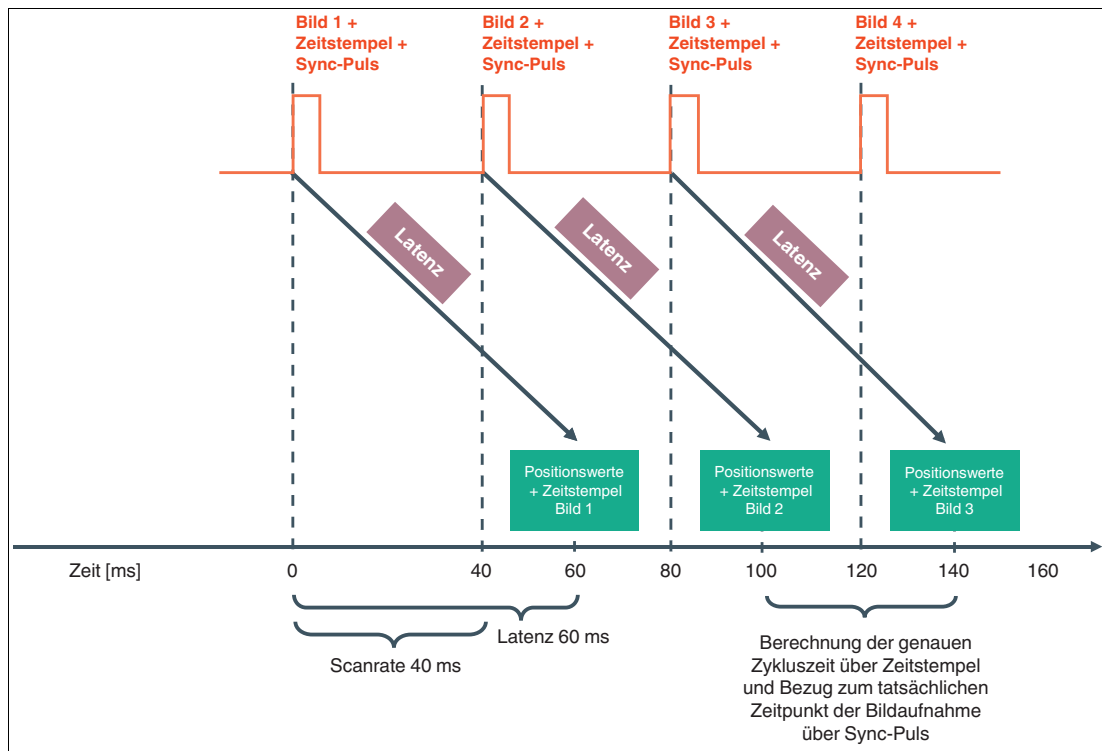 Bild 1 +
Zeitstempel +
Sync-Puls
Bild 2 +
Zeitstempel +
Sync-Puls
Bild 3 +
Zeitstempel +
Sync-Puls
Bild 4 +
Zeitstempel +
Sync-Puls
Latenz
Latenz
Latenz
Positionswerte
+ Zeitstempel
Bild 1
Positionswerte
+ Zeitstempel
Bild 2
Positionswerte
+ Zeitstempel
Bild 3
Zeit [ms]
0
40
60
80
100
120
140
160
Latenz 60 ms
Scanrate 40 ms
Berechnung der genauen
Zykluszeit über Zeitstempel
und Bezug zum tatsächlichen
Zeitpunkt der Bildaufnahme
über Sync-Puls